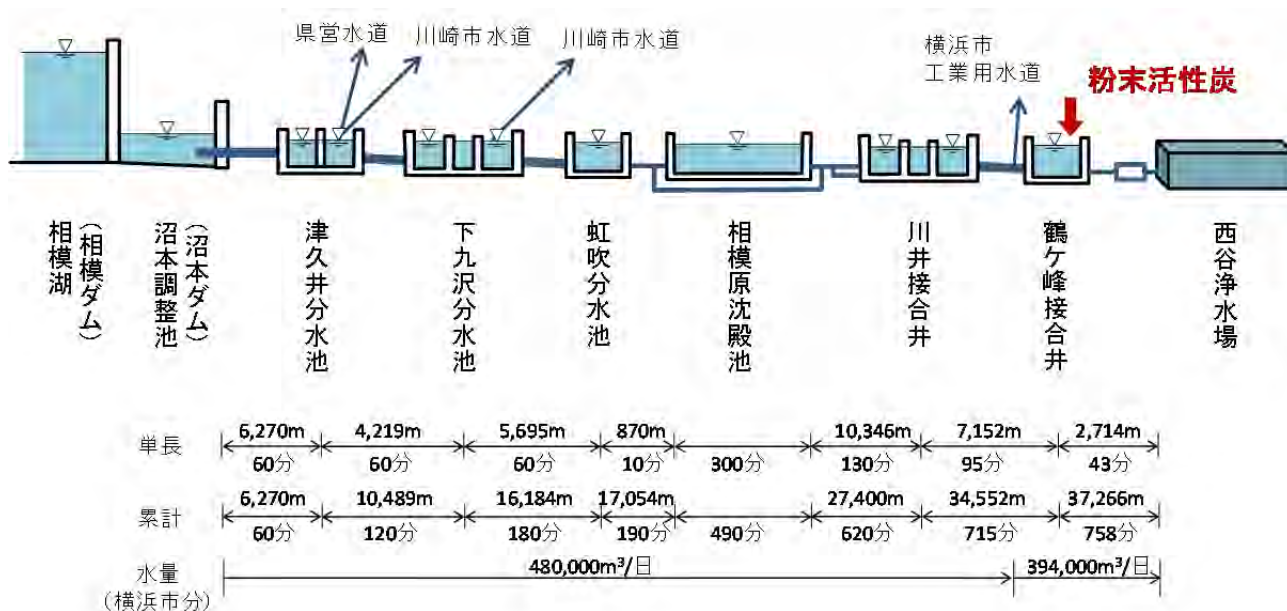 県営水道
川崎市水道
川崎市水道
横浜市
工業用水道
粉末活性炭
相模湖
(相模ダム)
沼本調整池
(沼本ダム)
津久井分水池
下九沢分水池
虹吹分水池
相模原沈殿池
川井接合井
鶴ケ峰接合井
西谷浄水場
単長
6,270m 4,219m 5,695m 870m 10,346m 7,152m 2,714m
60分 60分 60分 10分 300分 130分 95分 43分
累計
6,270m 10,489m 16,184m 17,054m 27,400m 34,552m 37,266m
60分 120分 180分 190分 490分 620分 715分 758分
水量
(横浜市分)
480,000m³/日 394,000m³/日